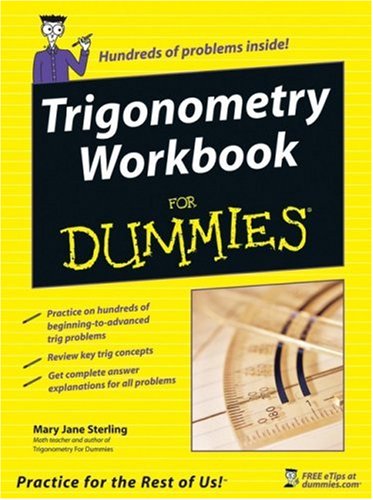 Hundreds of problems inside!
Trigonometry
Workbook
FOR
DUMMIES®
Practice on hundreds of
beginning-to-advanced
trig problems
Review key trig concepts
Get complete answer
explanations for all problems
Mary Jane Sterling
Math teacher and author of
Trigonometry For Dummies
Practice for the Rest of Us!™
FREE eTips at
dummies.com®